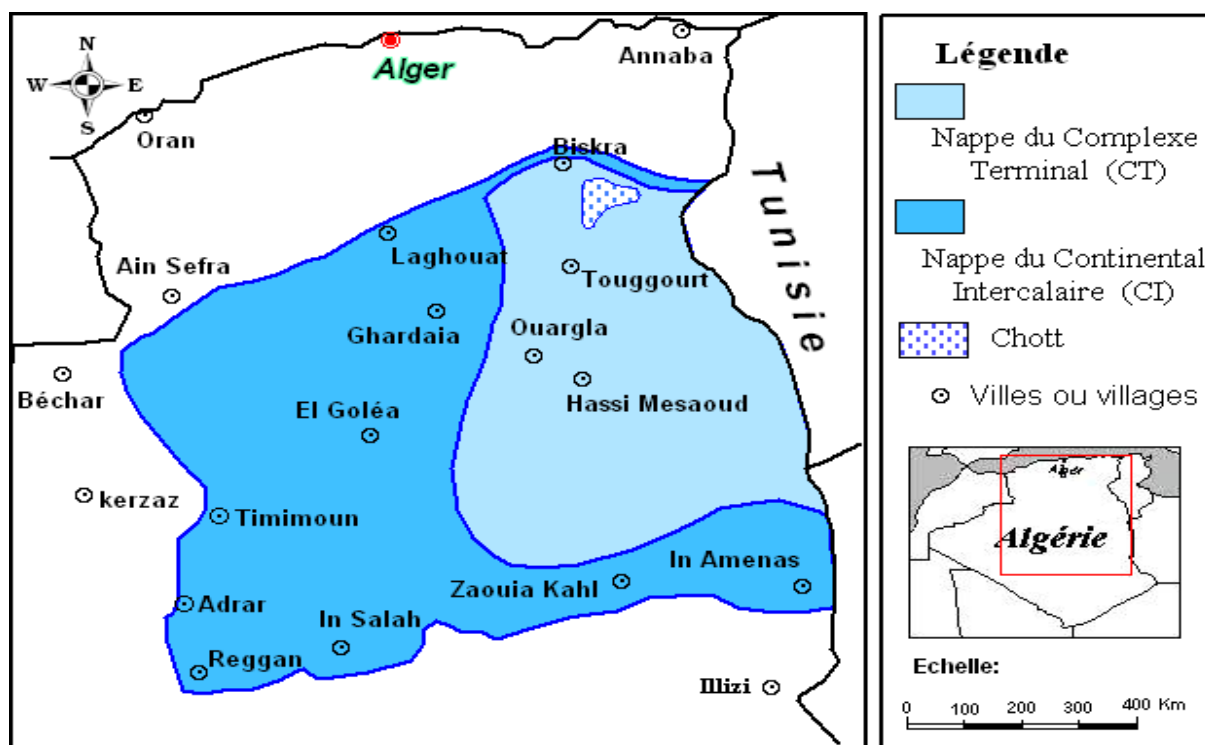 N
W E
S
Alger
Annaba
Oran
Biskra
Tunisie
Laghouat
Ain Sefra
Touggourt
Ghardaia
Ouargla
Béchar
Hassi Mesaoud
El Goléa
kerzaz
Timimoun
In Amenas
Zaouia Kahl
Adrar
In Salah
Reggan
Illizi
Légende
Nappe du Complexe
Terminal (CT)
Nappe du Continental
Intercalaire (CI)
Chott
Villes ou villages
Alger
Algérie
Echelle:
0 100 200 300 400 Km